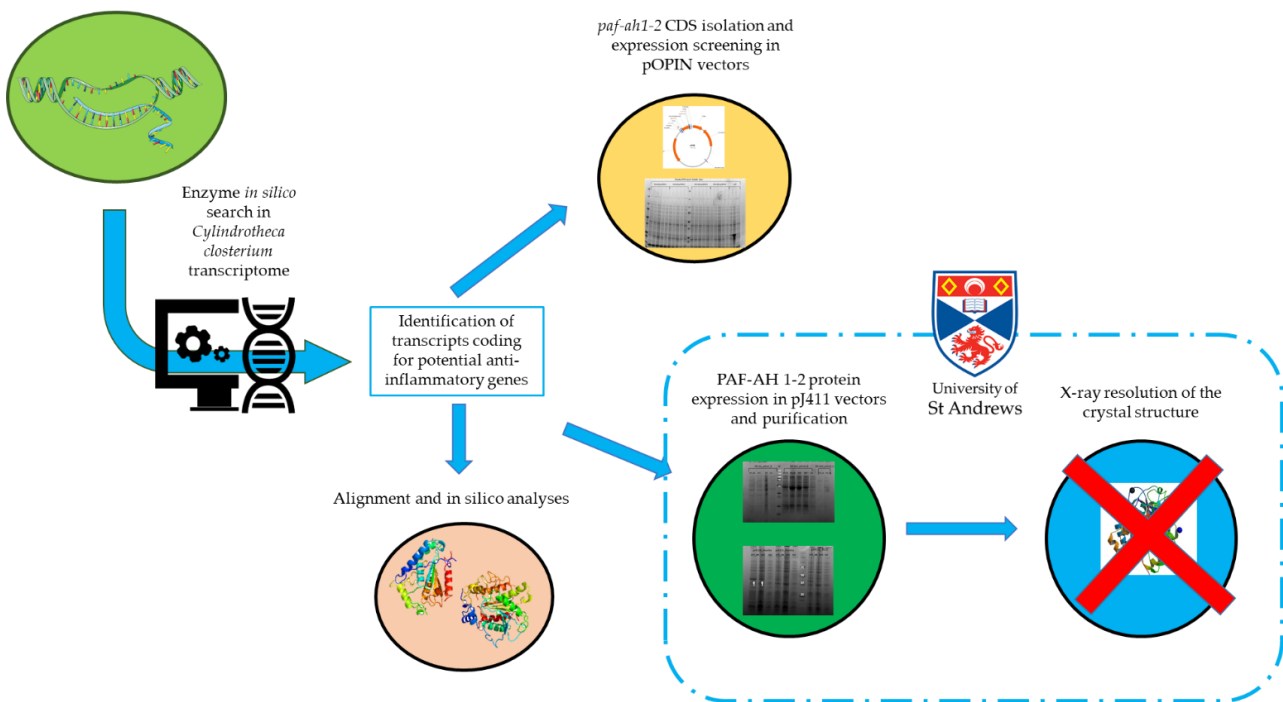 paf-ah1-2 CDS isolation and
expression screening in
pOPIN vectors
Enzyme in silico
search in
Cylindrotheca
closterium
transcriptome
Identification of
transcripts coding
for potential anti-
inflammatory genes
University of
St Andrews
PAF-AH 1-2 protein
expression in pJ411 vectors
and purification
X-ray resolution of the
crystal structure
Alignment and in silico analyses